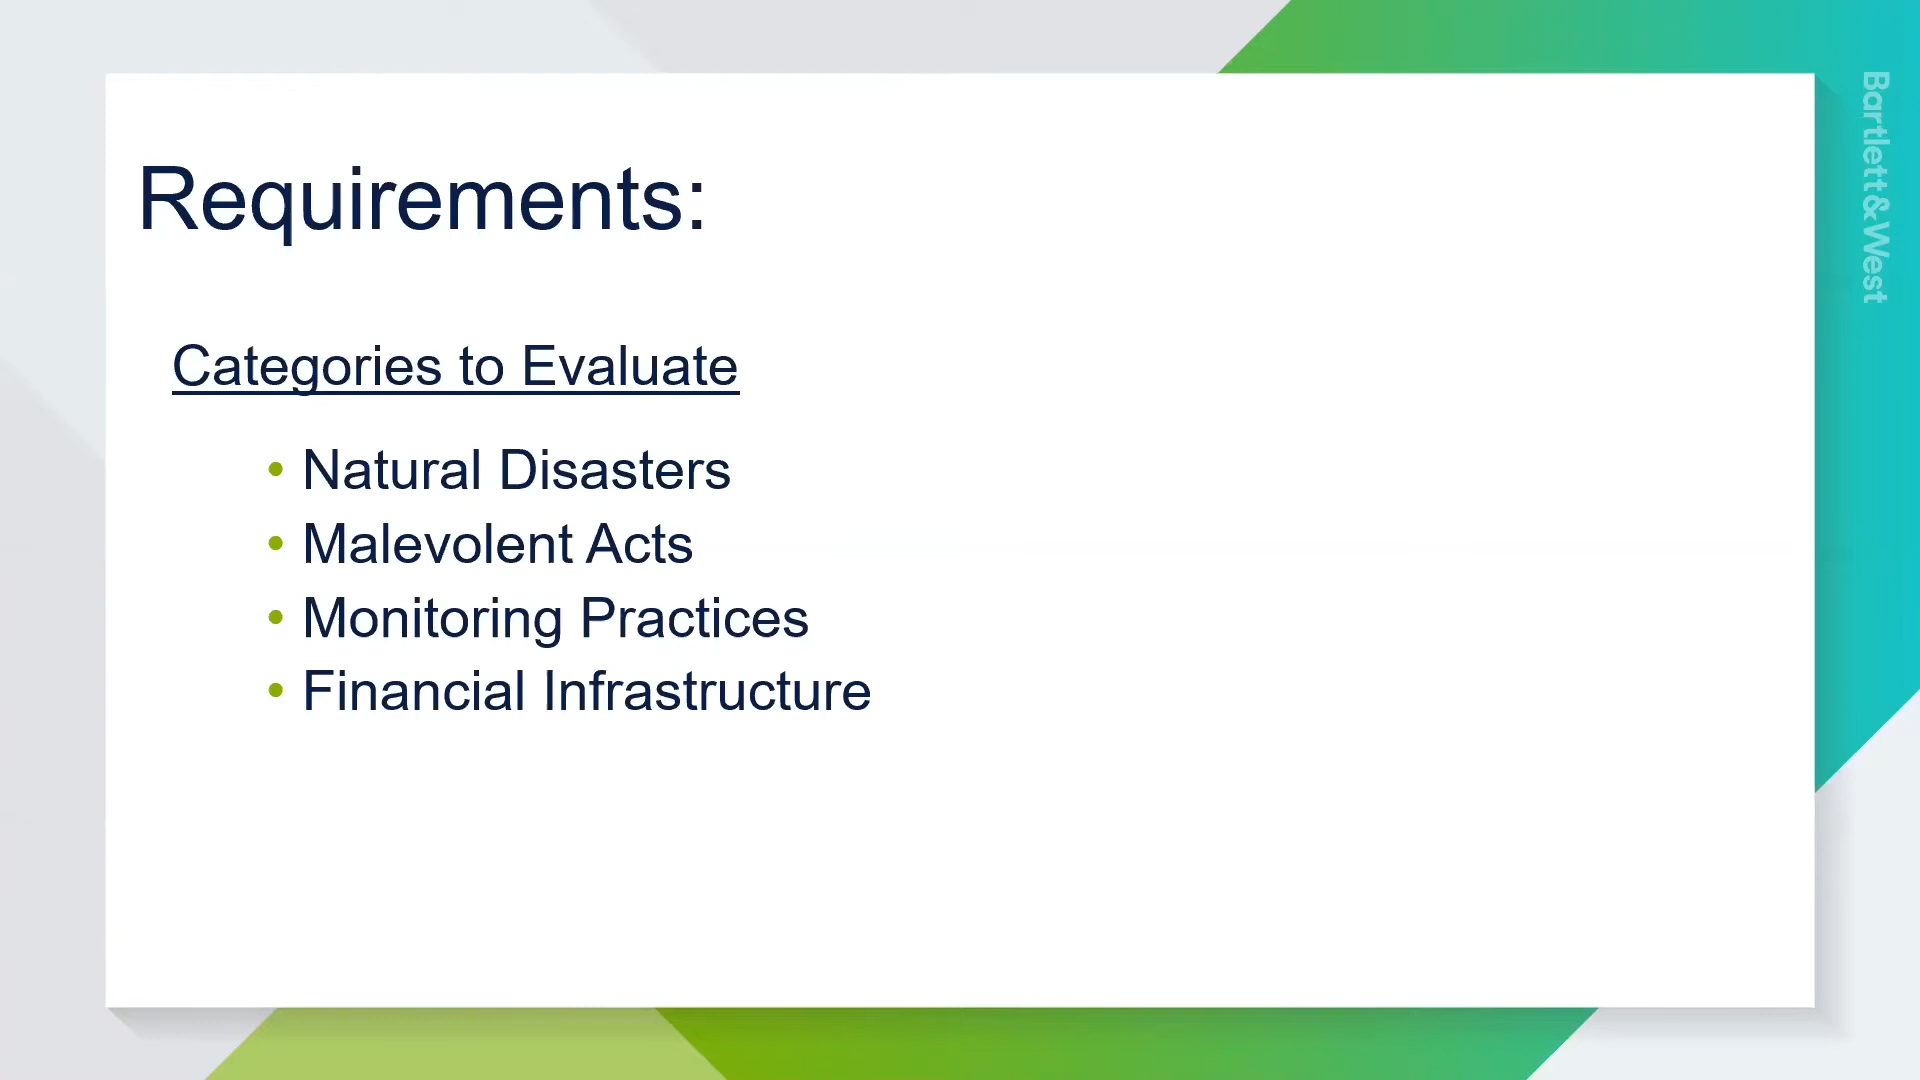 Requirements:
Categories to Evaluate
• Natural Disasters
• Malevolent Acts
• Monitoring Practices
• Financial Infrastructure
Bartlett&West